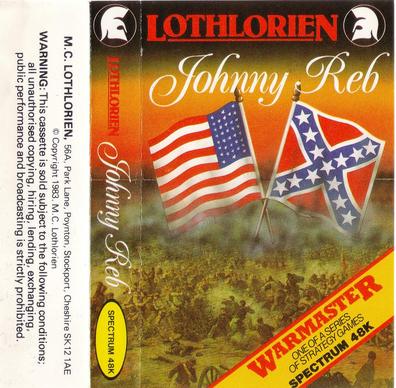 M.C. LOTHLORIEN, 56A, Park Lane, Poynton, Stockport, Cheshire SK12 1AE
© Copyright 1983. M.C. Lothlorien
WARNING: This cassette is sold subject to the following conditions;
all unauthorised copying, hiring, lending, exchanging,
public performance and broadcasting is strictly prohibited.
LOTHLORIEN
Johnny Reb
SPECTRUM 48K
LOTHLORIEN
Johnny Reb
WARMASTER
ONE OF A SERIES
OF STRATEGY GAMES
SPECTRUM 48K